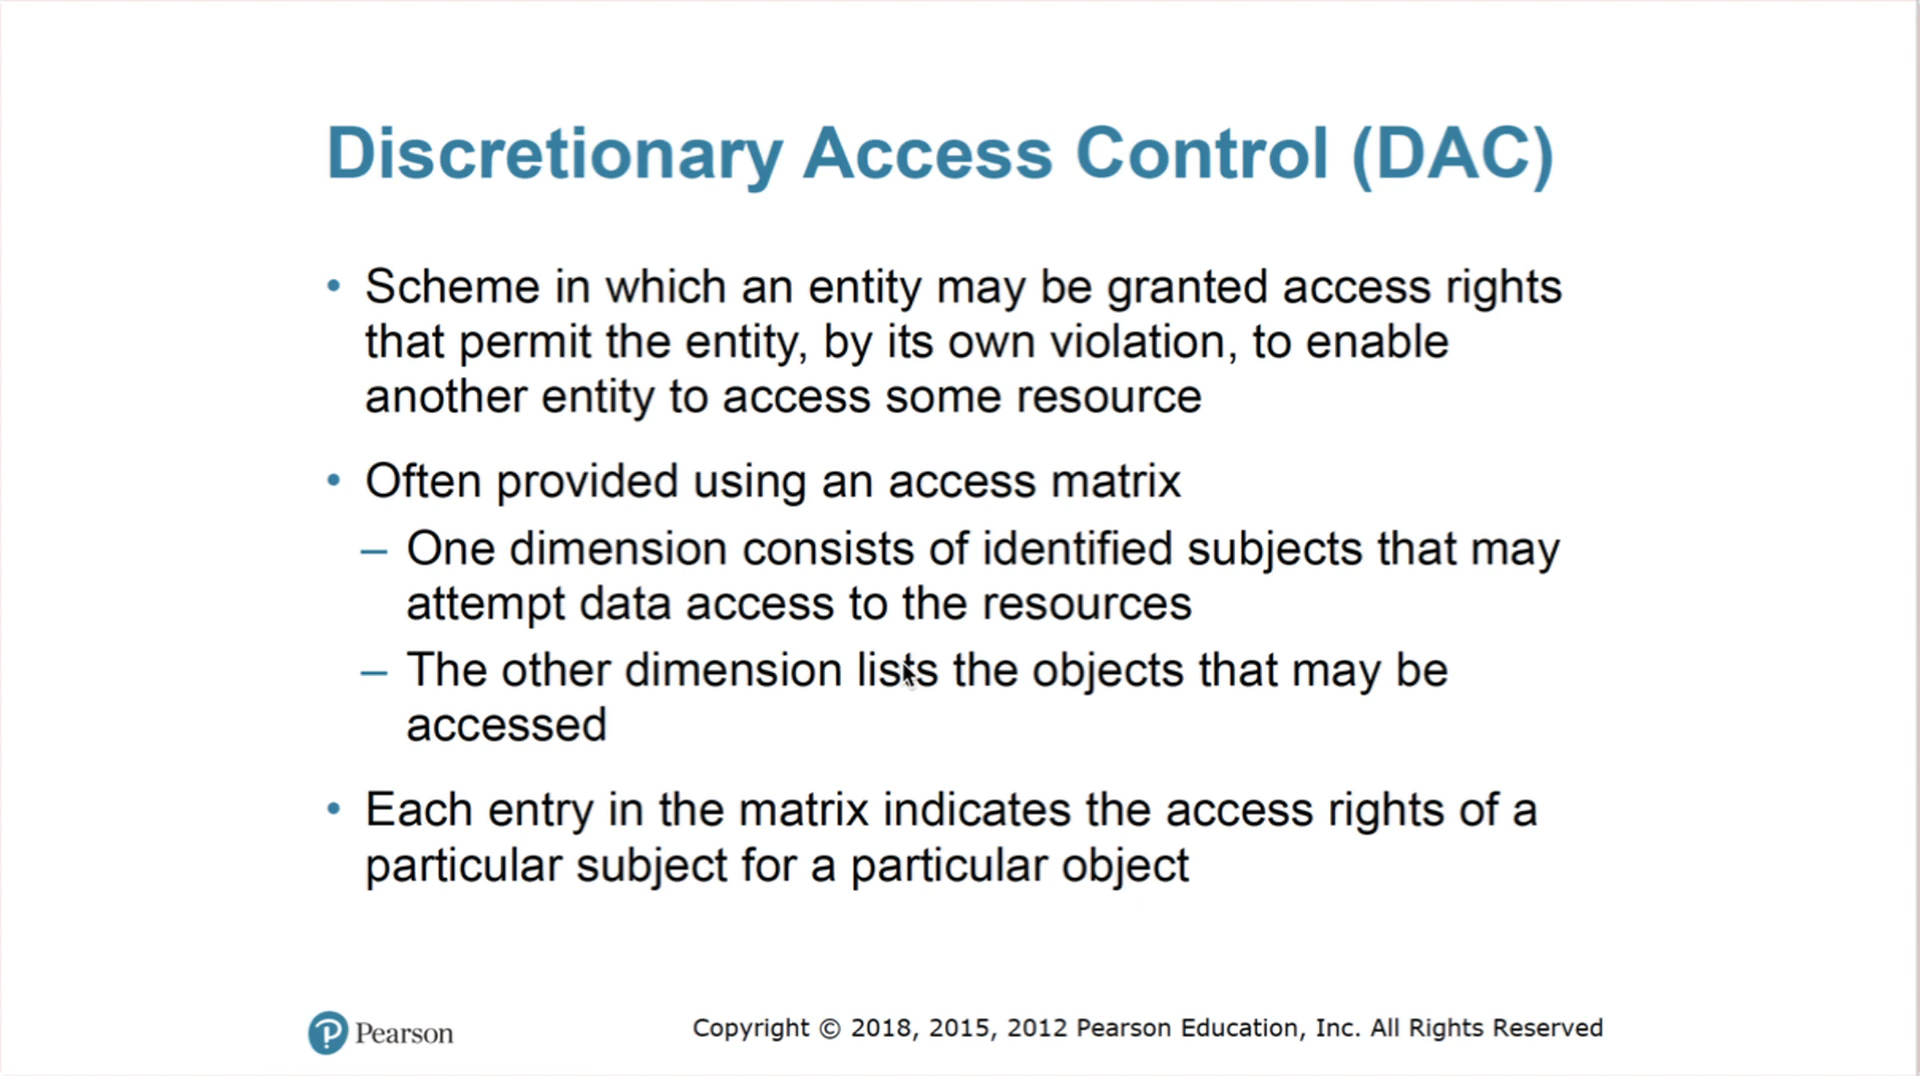 Discretionary Access Control (DAC)
• Scheme in which an entity may be granted access rights
that permit the entity, by its own violation, to enable
another entity to access some resource
• Often provided using an access matrix
– One dimension consists of identified subjects that may
attempt data access to the resources
– The other dimension lists the objects that may be
accessed
• Each entry in the matrix indicates the access rights of a
particular subject for a particular object
Pearson
Copyright © 2018, 2015, 2012 Pearson Education, Inc. All Rights Reserved